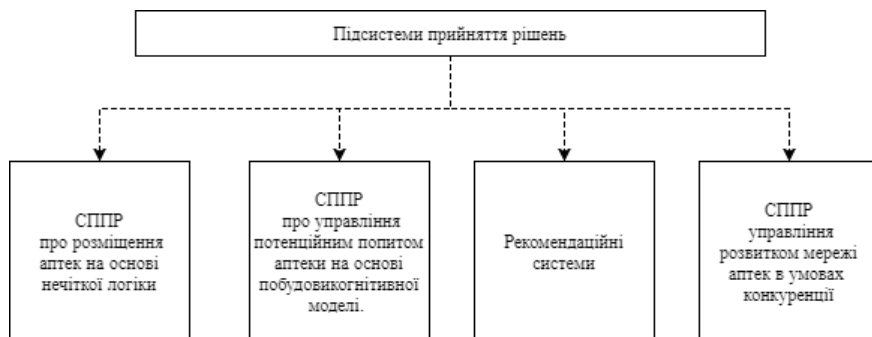 Підсистеми прийняття рішень
СППР
про розміщення
аптек на основі
нечіткої логіки
СППР
про управління
потенційним попитом
аптеки на основі
побудовикогнітивної
моделі.
Рекомендаційні
системи
СППР
управління
розвитком мережі
аптек в умовах
конкуренції